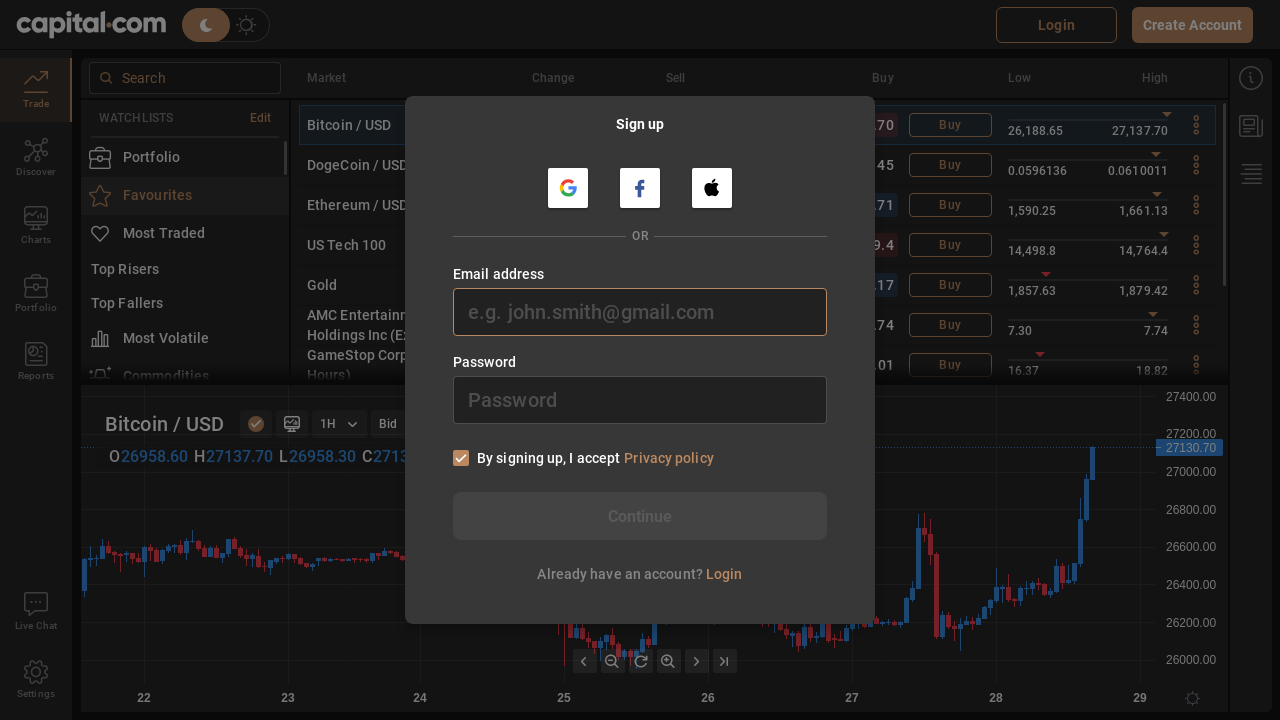 capital.com
Login
Create Account
Trade
Discover
Charts
Portfolio
Reports
Live Chat
Settings
Search
WATCHLISTS
Edit
Portfolio
Favourites
Most Traded
Top Risers
Top Fallers
Most Volatile
Commodities
Market
Change
Sell
Buy
Low
High
Bitcoin / USD
.70
Buy
26,188.65
27,137.70
DogeCoin / USD
45
Buy
0.0596136
0.0610011
Ethereum / USD
.71
Buy
1,590.25
1,661.13
US Tech 100
9.4
Buy
14,498.8
14,764.4
Gold
.17
Buy
1,857.63
1,879.42
AMC Entertainm
Holdings Inc (Ex
.74
Buy
7.30
7.74
GameStop Corp
Hours)
.01
Buy
16.37
18.82
Sign up
OR
Email address
e.g. john.smith@gmail.com
Password
Password
By signing up, I accept Privacy policy
Continue
Already have an account? Login
Bitcoin / USD
1H
Bid
O26958.60 H27137.70 L26958.30 C2713
27400.00
27200.00
27130.70
27000.00
26800.00
26600.00
26400.00
26200.00
26000.00
22
23
24
25
26
27
28
29